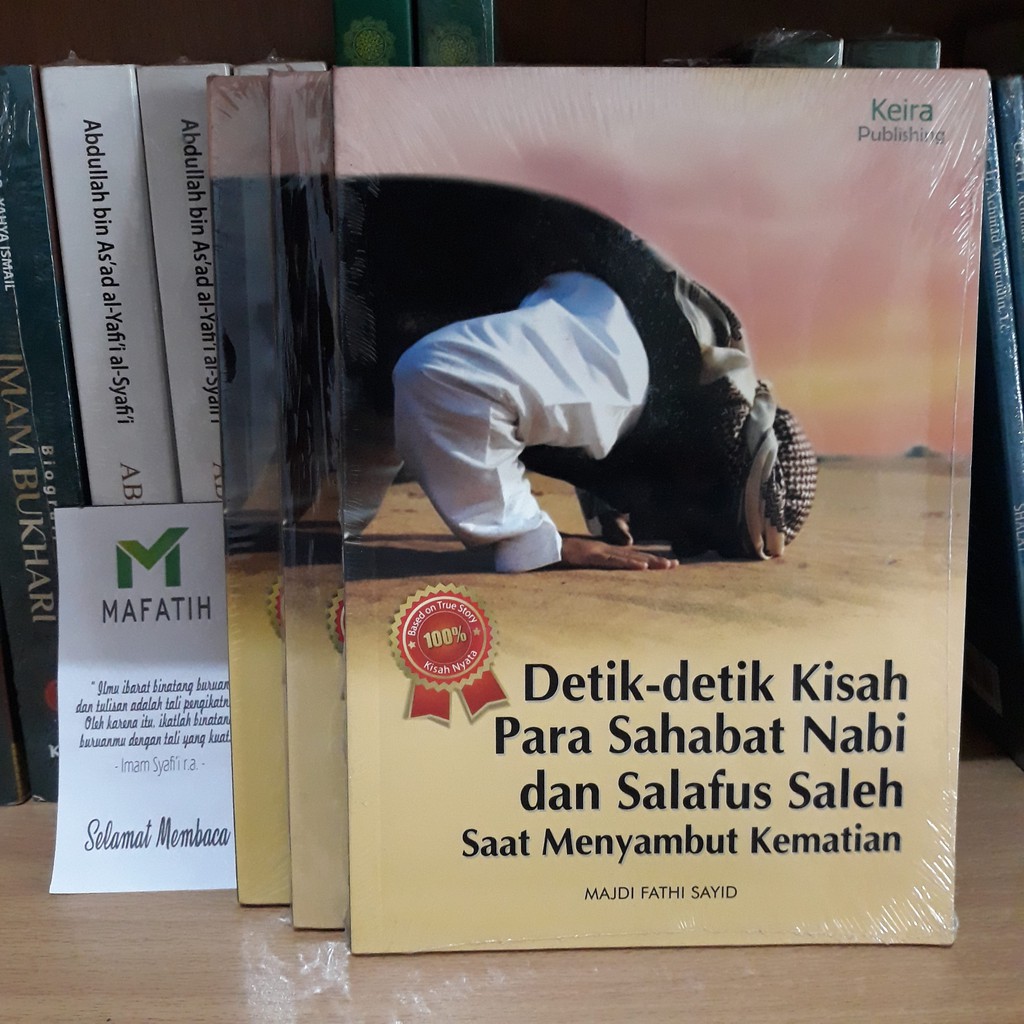 Keira
Publishing
Based on True Story
100%
Kisah Nyata
Detik-detik Kisah
Para Sahabat Nabi
dan Salafus Saleh
Saat Menyambut Kematian
MAJDI FATHI SAYID
MAFATIH
" Ilmu ibarat binatang buruan
dan tulisan adalah tali
Oleh karena itu, ikatlah
buruanmu dengan tali yang kuat.
- Imam Syafi'i r.a. -
Selamat Membaca
YAHYA ISMAIL
Biografi
IMAM BUKHARI
Abdullah bin As'ad al-Yafi'i al-Syafi'i
Abdullah bin As'ad al-Yafi'i al-Syafi'i